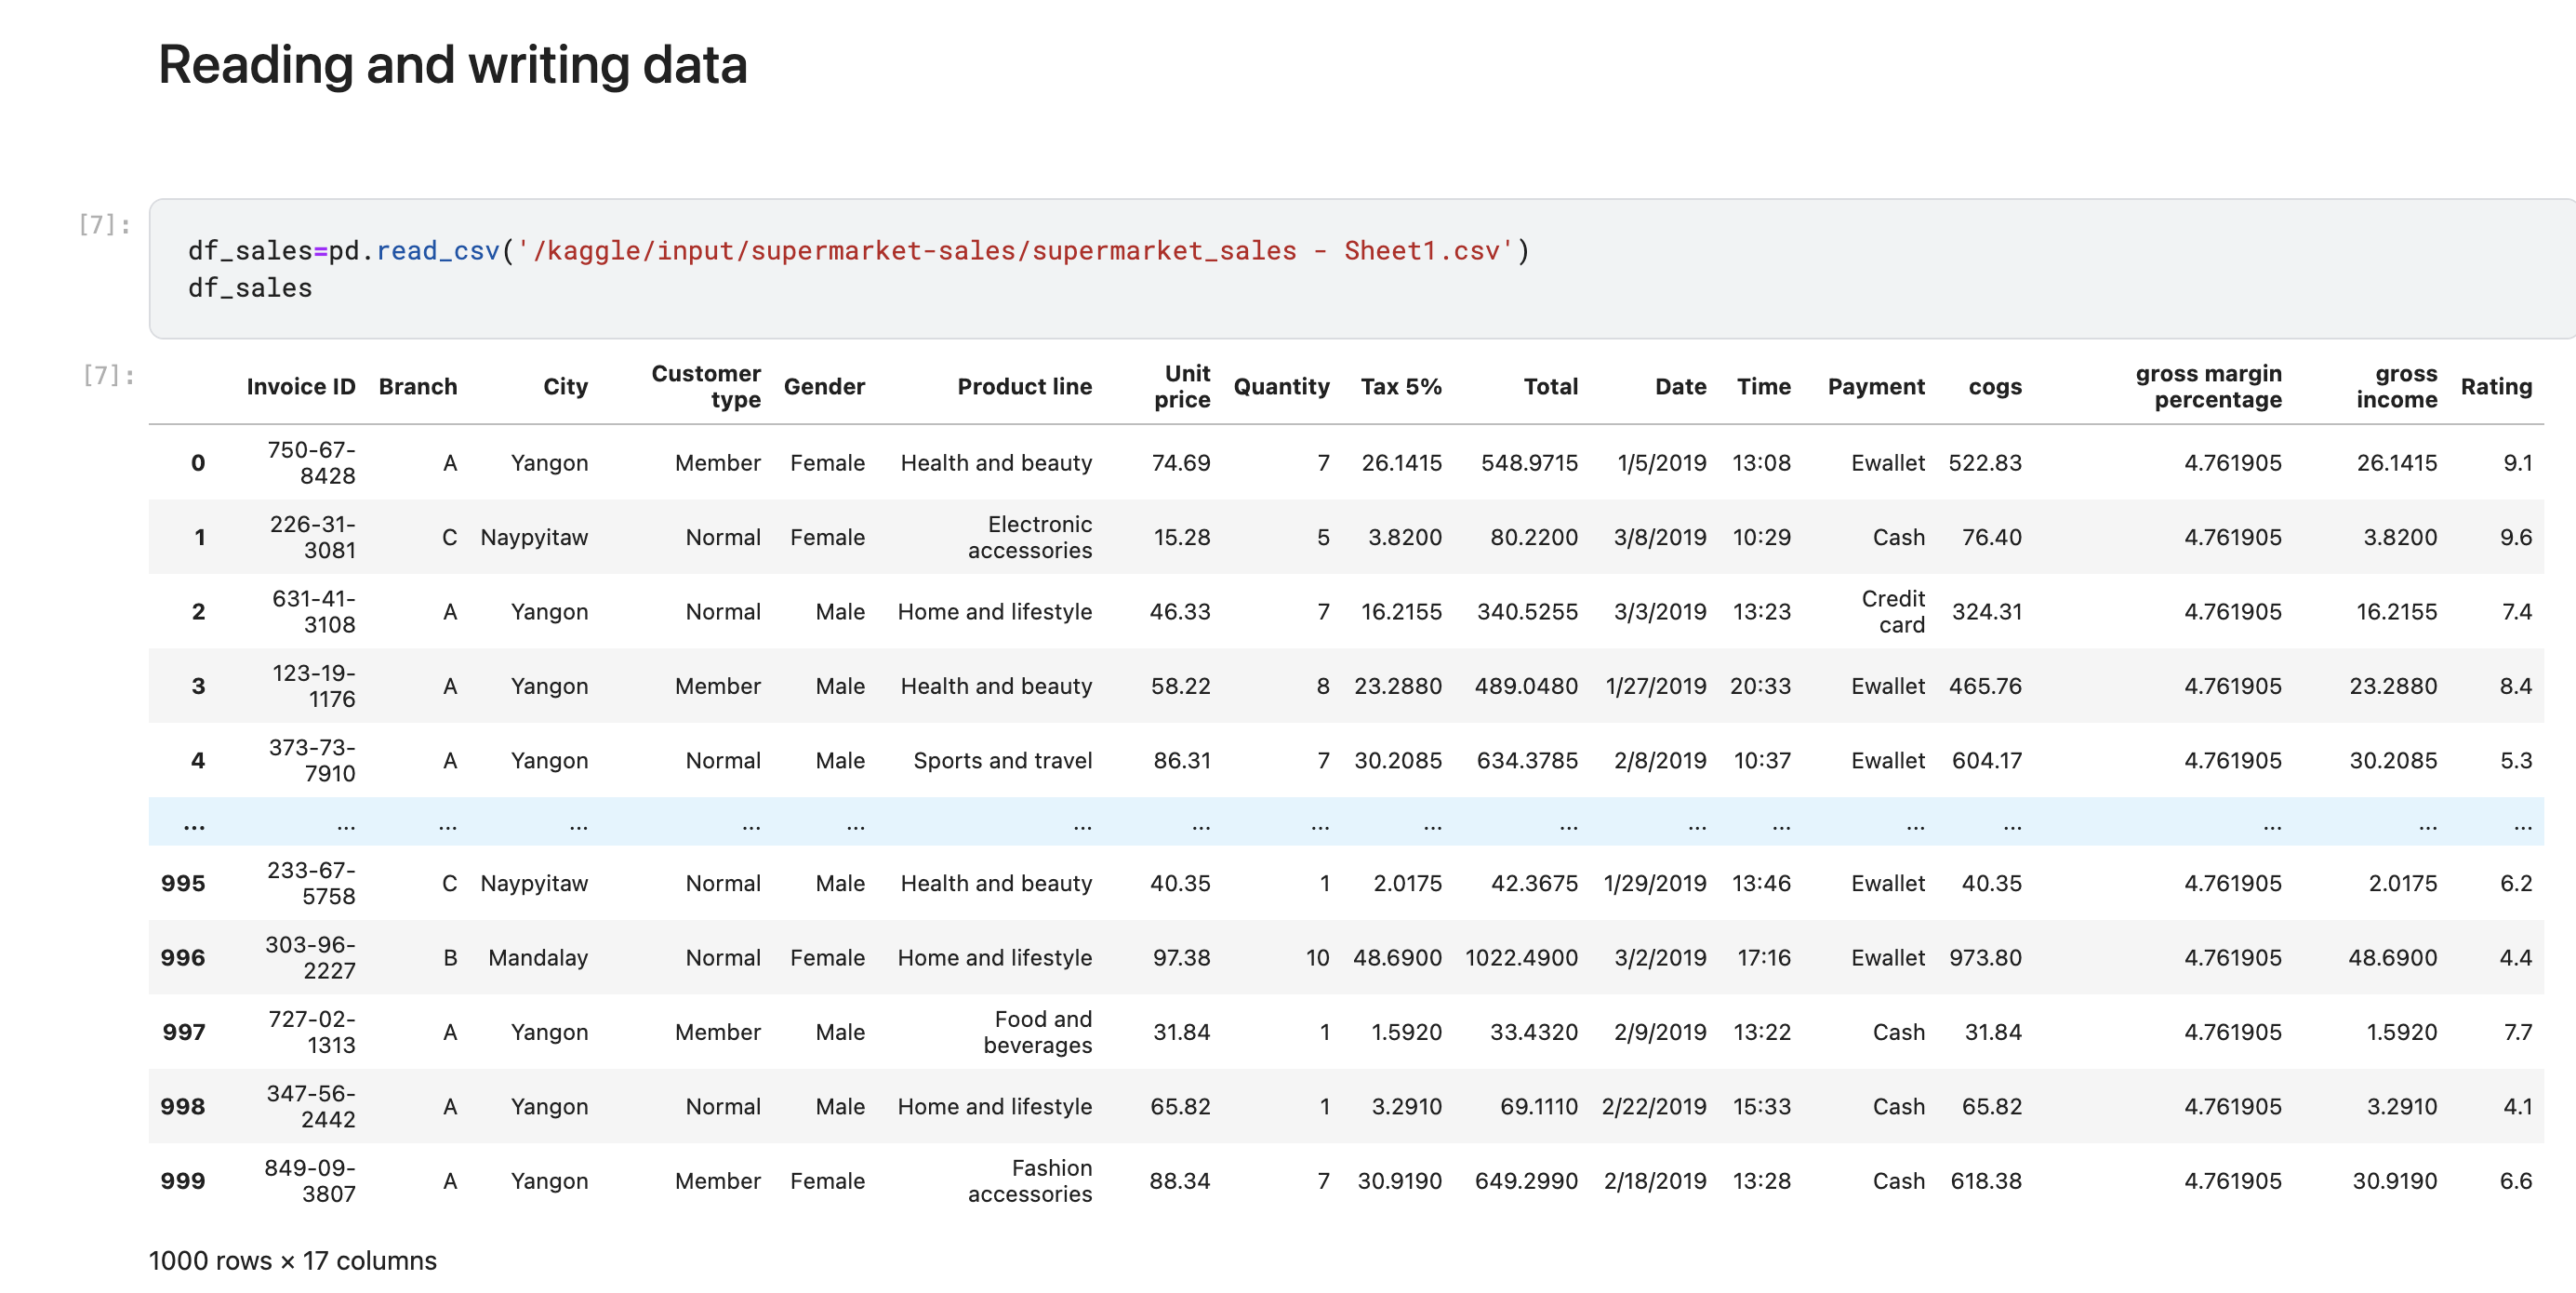 Reading and writing data
[7]:
df_sales=pd.read_csv('/kaggle/input/supermarket-sales/supermarket_sales - Sheet1.csv')
df_sales
[7]:
Invoice ID Branch City Customer type Gender Product line Unit price Quantity Tax 5% Total Date Time Payment cogs gross margin percentage gross income Rating
0 750-67-8428 A Yangon Member Female Health and beauty 74.69 7 26.1415 548.9715 1/5/2019 13:08 Ewallet 522.83 4.761905 26.1415 9.1
1 226-31-3081 C Naypyitaw Normal Female Electronic accessories 15.28 5 3.8200 80.2200 3/8/2019 10:29 Cash 76.40 4.761905 3.8200 9.6
2 631-41-3108 A Yangon Normal Male Home and lifestyle 46.33 7 16.2155 340.5255 3/3/2019 13:23 Credit card 324.31 4.761905 16.2155 7.4
3 123-19-1176 A Yangon Member Male Health and beauty 58.22 8 23.2880 489.0480 1/27/2019 20:33 Ewallet 465.76 4.761905 23.2880 8.4
4 373-73-7910 A Yangon Normal Male Sports and travel 86.31 7 30.2085 634.3785 2/8/2019 10:37 Ewallet 604.17 4.761905 30.2085 5.3
... ... ... ... ... ... ... ... ... ... ... ... ... ... ... ... ... ...
995 233-67-5758 C Naypyitaw Normal Male Health and beauty 40.35 1 2.0175 42.3675 1/29/2019 13:46 Ewallet 40.35 4.761905 2.0175 6.2
996 303-96-2227 B Mandalay Normal Female Home and lifestyle 97.38 10 48.6900 1022.4900 3/2/2019 17:16 Ewallet 973.80 4.761905 48.6900 4.4
997 727-02-1313 A Yangon Member Male Food and beverages 31.84 1 1.5920 33.4320 2/9/2019 13:22 Cash 31.84 4.761905 1.5920 7.7
998 347-56-2442 A Yangon Normal Male Home and lifestyle 65.82 1 3.2910 69.1110 2/22/2019 15:33 Cash 65.82 4.761905 3.2910 4.1
999 849-09-3807 A Yangon Member Female Fashion accessories 88.34 7 30.9190 649.2990 2/18/2019 13:28 Cash 618.38 4.761905 30.9190 6.6
1000 rows × 17 columns